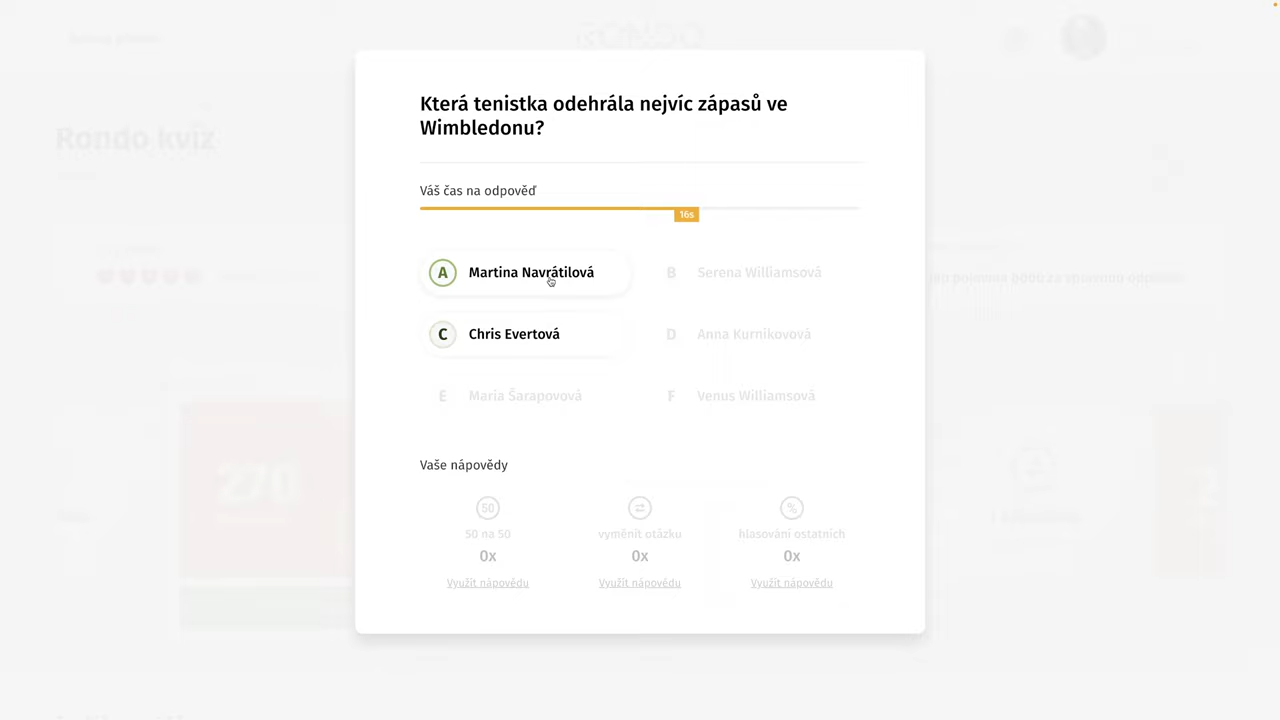 Rondo kvíz
Která tenistka odehrála nejvíc zápasů ve
Wimbledonu?
Váš čas na odpověď
16s
A Martina Navrátilová
B Serena Williamsová
C Chris Evertová
D Anna Kurnikovová
E Maria Šarapovová
F Venus Williamsová
Vaše nápovědy
50
%
50 na 50
vyměnit otázku
hlasování ostatních
0x
0x
0x
Využít nápovědu
Využít nápovědu
Využít nápovědu
270